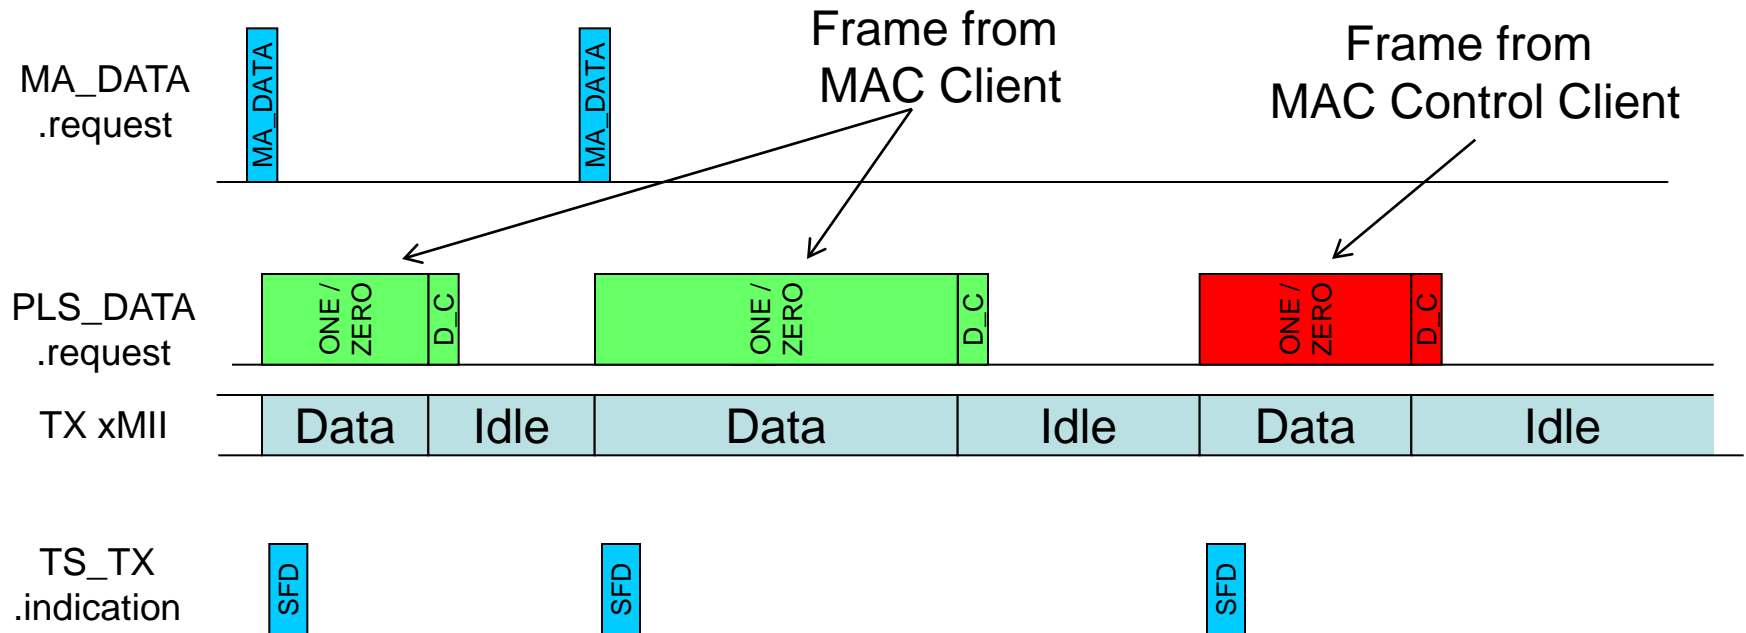 Frame from
MAC Client
Frame from
MAC Control Client
MA_DATA
.request
MA_DATA
MA_DATA
PLS_DATA
.request
ONE /
ZERO
D_C
ONE /
ZERO
D_C
ONE /
ZERO
D_C
TX xMII
Data
Idle
Data
Idle
Data
Idle
TS_TX
.indication
SFD
SFD
SFD